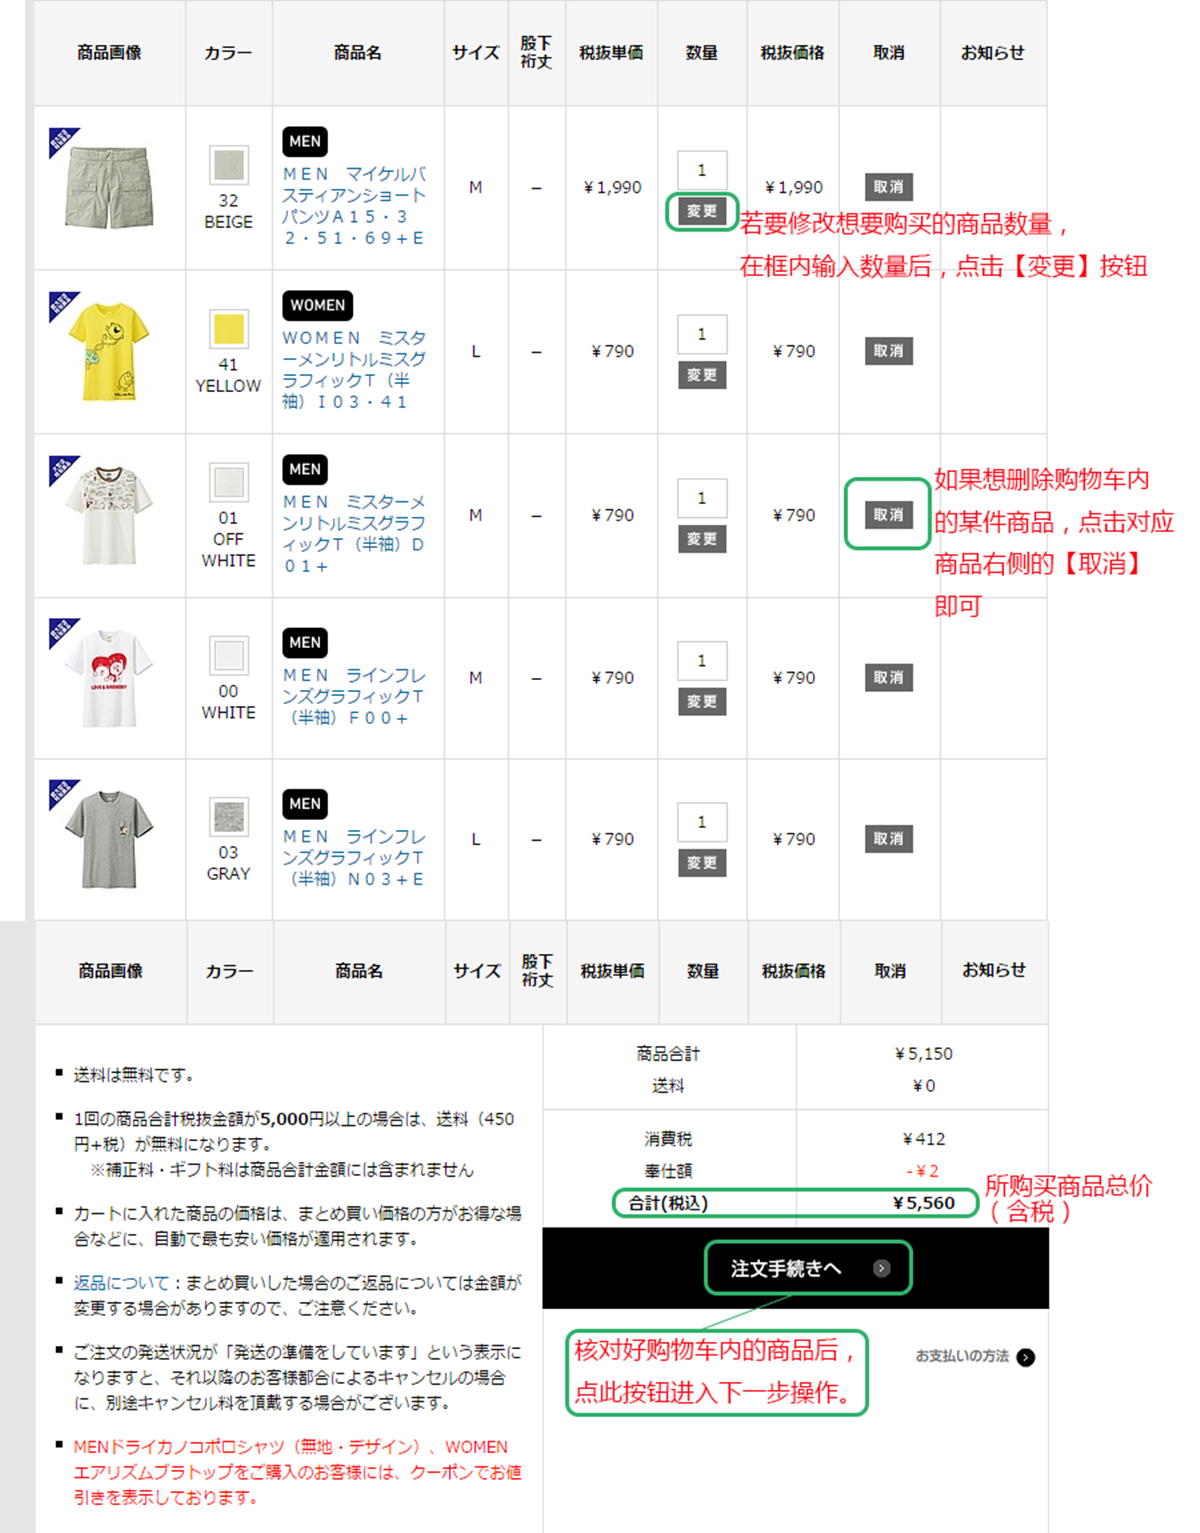 商品画像 カラー 商品名 サイズ 股下 税抜単価 数量 税抜価格 取消 お知らせ
裄丈
MEN
32
BEIGE
ＭＥＮ　マイケルバ
スティアンショート
パンツＡ１５・３
２・５１・６９＋Ｅ
M – ¥1,990 1 ¥1,990 取消
変更
若要修改想要购买的商品数量，
在框内输入数量后，点击【变更】按钮
WOMEN
41
YELLOW
ＷＯＭＥＮ　ミスタ
ーメンリトルミスグ
ラフィックＴ（半
袖）Ｉ０３・４１
L – ¥790 1 ¥790 取消
変更
MEN
01
OFF
WHITE
ＭＥＮ　ミスターメ
ンリトルミスグラフ
ィックＴ（半袖）Ｄ
０１＋
M – ¥790 1 ¥790 取消
変更
如果想删除购物车内
的某件商品，点击对应
商品右侧的【取消】
即可
MEN
00
WHITE
ＭＥＮ　ラインフレ
ンズグラフィックＴ
（半袖）Ｆ００＋
M – ¥790 1 ¥790 取消
変更
MEN
03
GRAY
ＭＥＮ　ラインフレ
ンズグラフィックＴ
（半袖）Ｎ０３＋Ｅ
L – ¥790 1 ¥790 取消
変更
商品画像 カラー 商品名 サイズ 股下 税抜単価 数量 税抜価格 取消 お知らせ
裄丈
■ 送料は無料です。
■ 1回の商品合計税抜金額が5,000円以上の場合は、送料（450
円+税）が無料になります。
※補正料・ギフト料は商品合計金額には含まれません
■ カートに入れた商品の価格は、まとめ買い価格の方がお得な場
合などに、自動で最も安い価格が適用されます。
■ 返品について：まとめ買いした場合のご返品については金額が
変更する場合がありますので、ご注意ください。
■ ご注文の発送状況が「発送の準備をしています」という表示に
なりますと、それ以降のお客様都合によるキャンセルの場合
に、別途キャンセル料を頂戴する場合がございます。
■ MENドライカノコポロシャツ（無地・デザイン）、WOMEN
エアリズムブラトップをご購入のお客様には、クーポンでお値
引きを表示しております。
商品合計 ¥5,150
送料 ¥0
消費税 ¥412
奉仕額 -¥2
合計(税込) ¥5,560
所购买商品总价
（含税）
注文手続きへ
核对好购物车内的商品后，
点此按钮进入下一步操作。
お支払いの方法